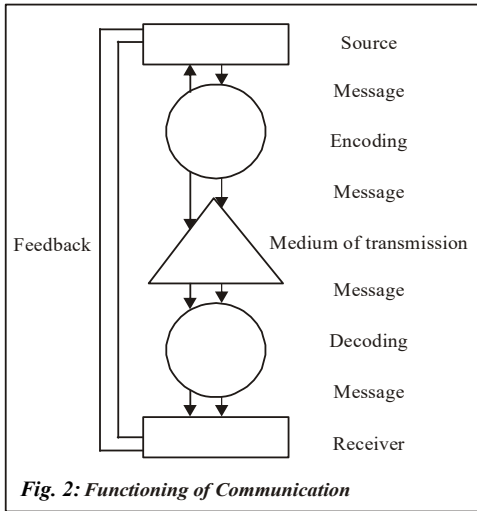 Source
Message
Encoding
Message
Feedback
Medium of transmission
Message
Decoding
Message
Receiver
Fig. 2: Functioning of Communication